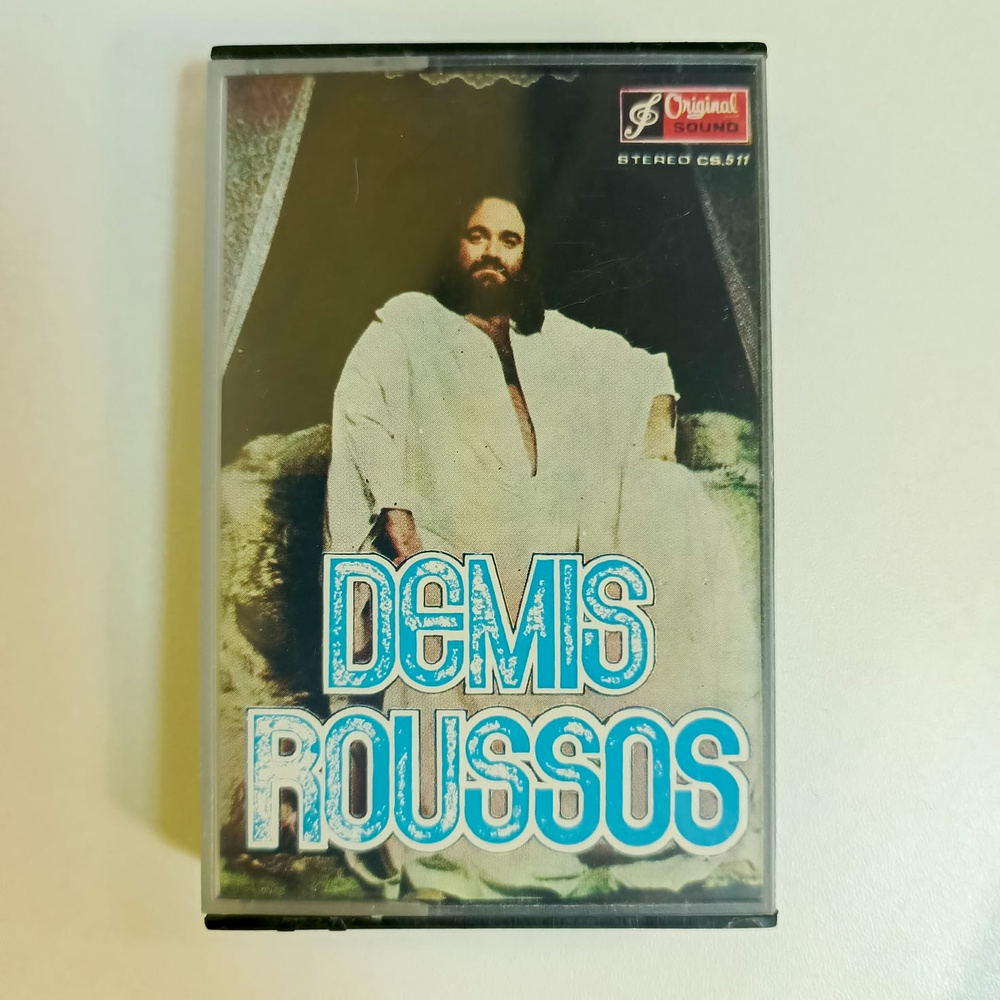 Original
SOUND
STEREO CS.511
DEMIS
ROUSSOS